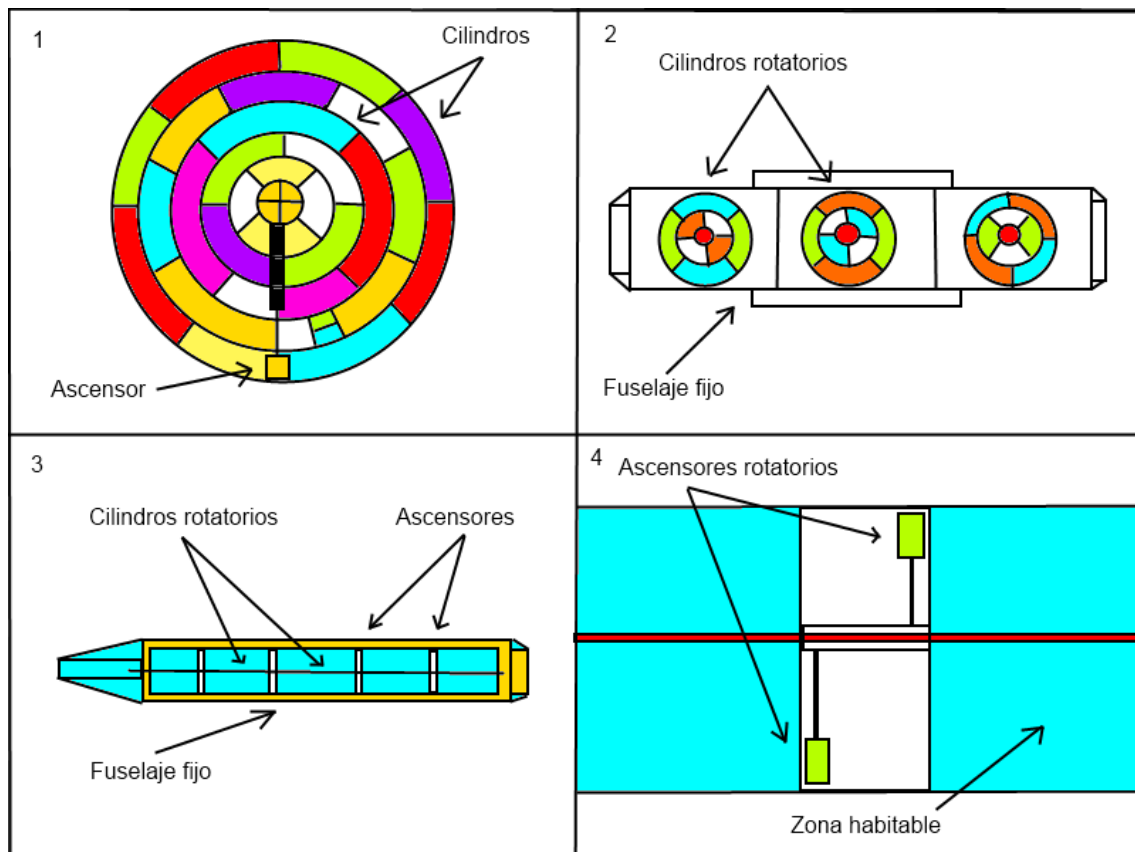 1
Cilindros
Ascensor
2
Cilindros rotatorios
Fuselaje fijo
3
Cilindros rotatorios
Ascensores
Fuselaje fijo
4
Ascensores rotatorios
Zona habitable